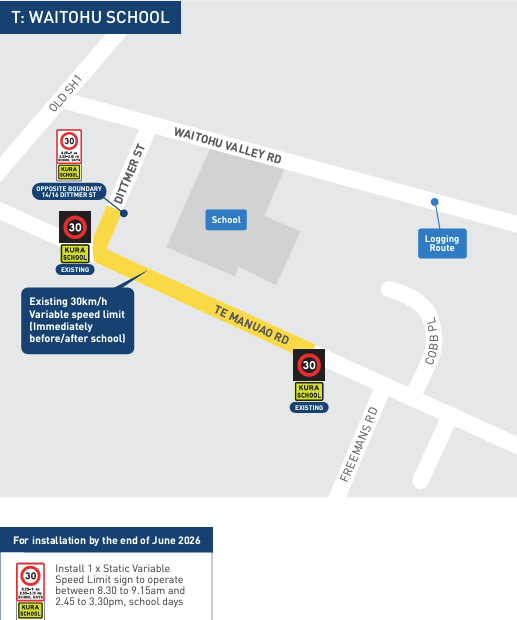 T: WAITOHU SCHOOL
OLD SH1
WAITOHU VALLEY RD
30
SCHOOL DAYS
KURA
SCHOOL
DITTMER ST
OPPOSITE BOUNDARY
14/16 DITTMER ST
30
KURA
SCHOOL
EXISTING
School
Logging
Route
Existing 30km/h
Variable speed limit
(Immediately
before/after school)
TE MANUAO RD
COBB PL
30
KURA
SCHOOL
EXISTING
FREEMANS RD
For installation by the end of June 2026
30
SCHOOL DAYS
KURA
SCHOOL
Install 1 x Static Variable
Speed Limit sign to operate
between 8.30 to 9.15am and
2.45 to 3.30pm, school days